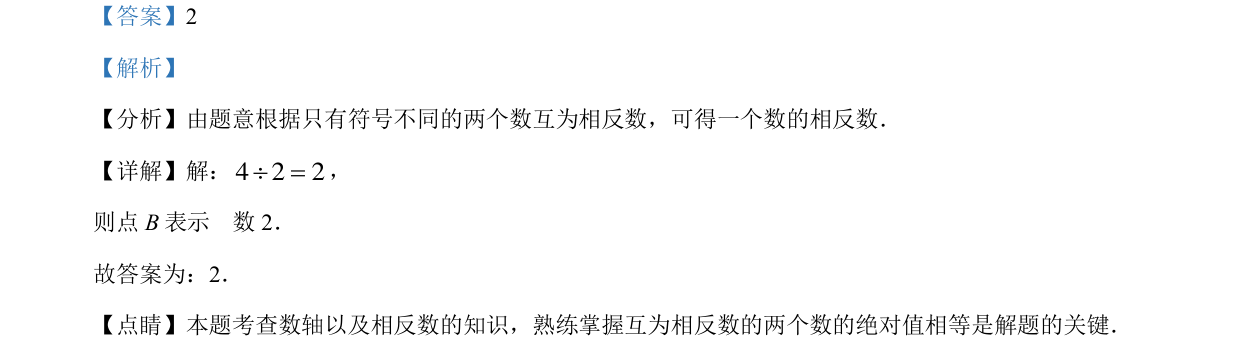 【答案】2
【解析】
【分析】由题意根据只有符号不同的两个数互为相反数，可得一个数的相反数．
【详解】解：4÷2＝2，
则点 B 表示　数 2．
故答案为：2．
【点睛】本题考查数轴以及相反数的知识，熟练掌握互为相反数的两个数的绝对值相等是解题的关键．